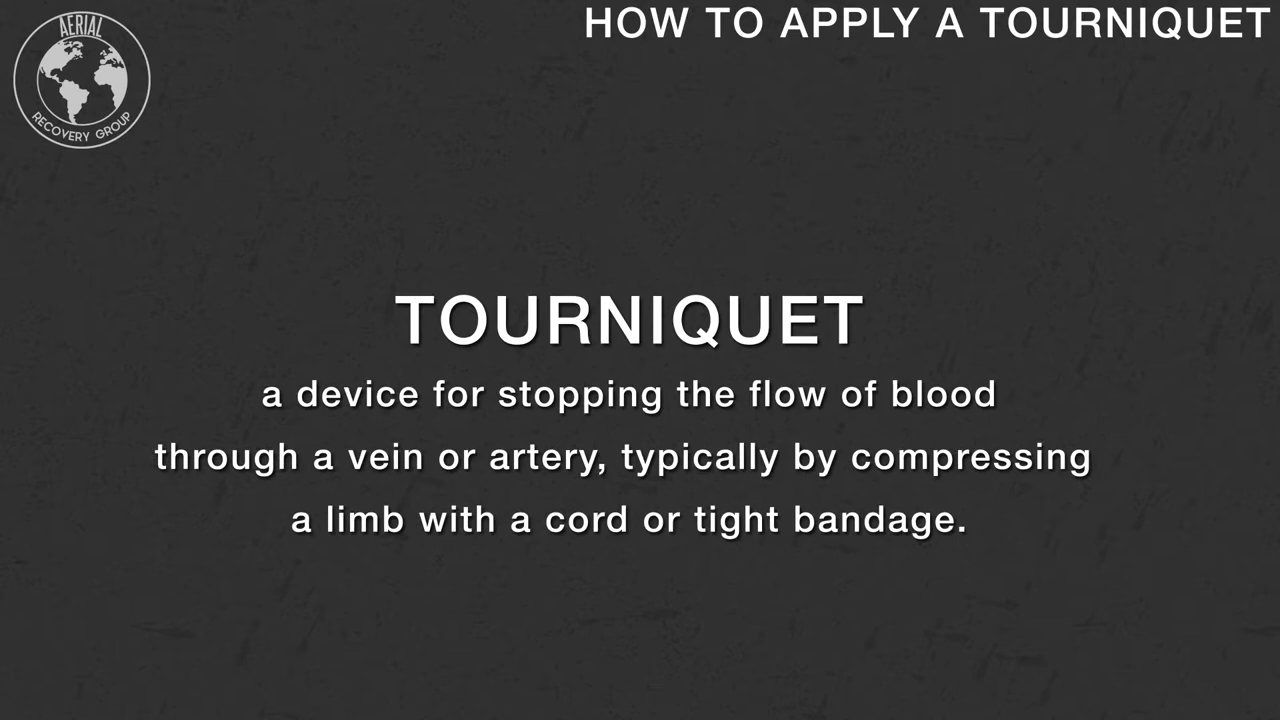 AERIAL
RECOVERY GROUP
HOW TO APPLY A TOURNIQUET
TOURNIQUET
a device for stopping the flow of blood
through a vein or artery, typically by compressing
a limb with a cord or tight bandage.